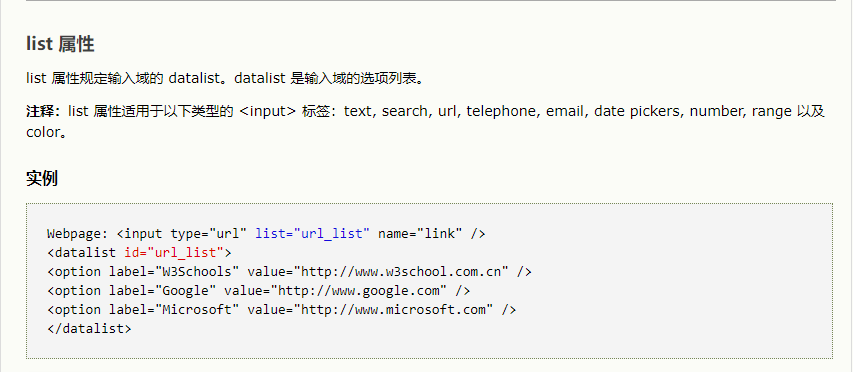 list 属性
list 属性规定输入域的 datalist。datalist 是输入域的选项列表。
注释：list 属性适用于以下类型的 <input> 标签：text, search, url, telephone, email, date pickers, number, range 以及
color。
实例
Webpage: <input type="url" list="url_list" name="link" />
<datalist id="url_list">
<option label="W3Schools" value="http://www.w3school.com.cn" />
<option label="Google" value="http://www.google.com" />
<option label="Microsoft" value="http://www.microsoft.com" />
</datalist>